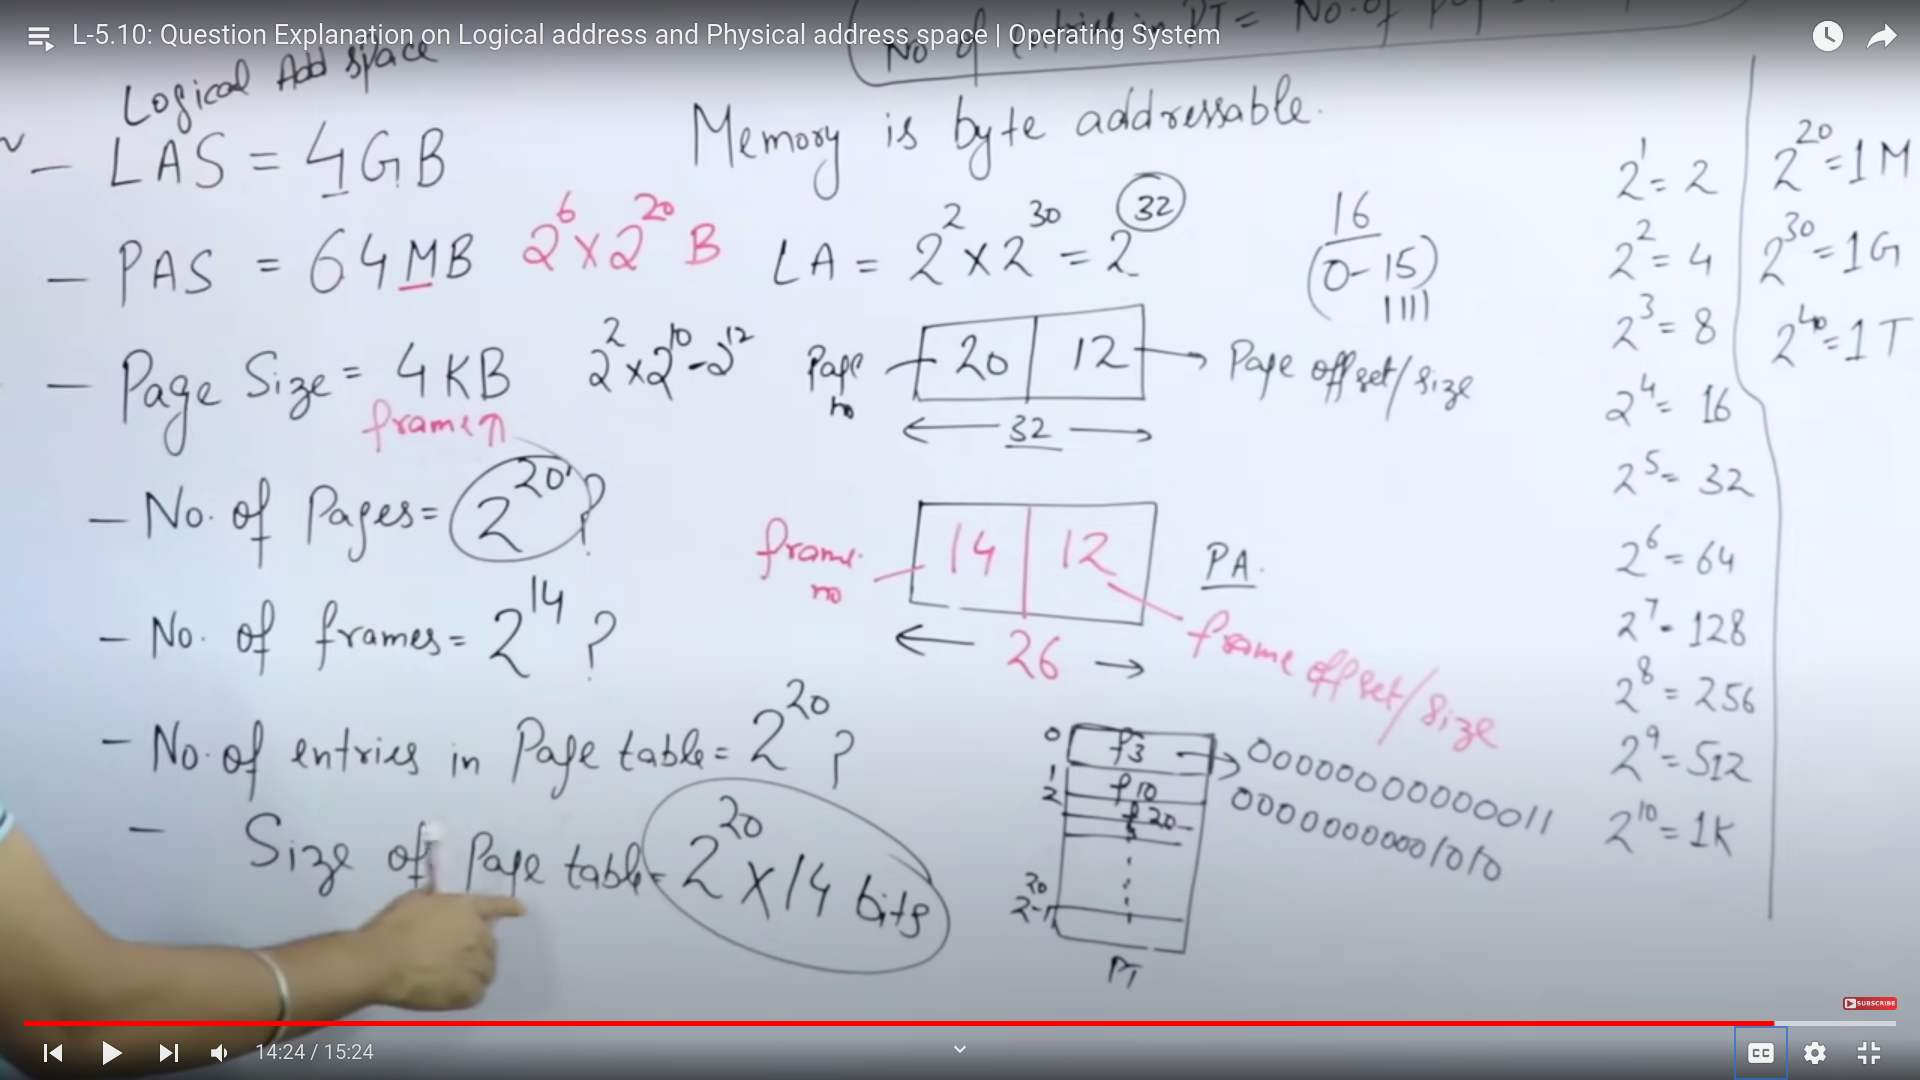 L-5.10: Question Explanation on Logical address and Physical address space | Operating System
No of entries in PT = No. of
Logical Add space
Memory is byte addressable.
- LAS = 4GB
- PAS = 64MB 2^6 x 2^20 B
LA = 2^2 x 2^30 = 2^32
16
(0-15)
1111
- Page Size = 4KB 2^2 x 2^10 - 2^12
frame↑
Page no 20 | 12 → Page offset/size
← 32 →
- No. of Pages = 2^20 ?
frame no 14 | 12 PA.
frame offset/size
← 26 →
- No. of frames = 2^14 ?
- No. of entries in Page table = 2^20 ?
- Size of Page table = 2^20 x 14 bits
0 f3 → 00000000000011
1 f10 00000000001010
2 f20
2^20-1
PT
2^1 = 2
2^2 = 4
2^3 = 8
2^4 = 16
2^5 = 32
2^6 = 64
2^7 = 128
2^8 = 256
2^9 = 512
2^10 = 1K
2^20 = 1M
2^30 = 1G
2^40 = 1T
SUBSCRIBE
14:24 / 15:24
CC